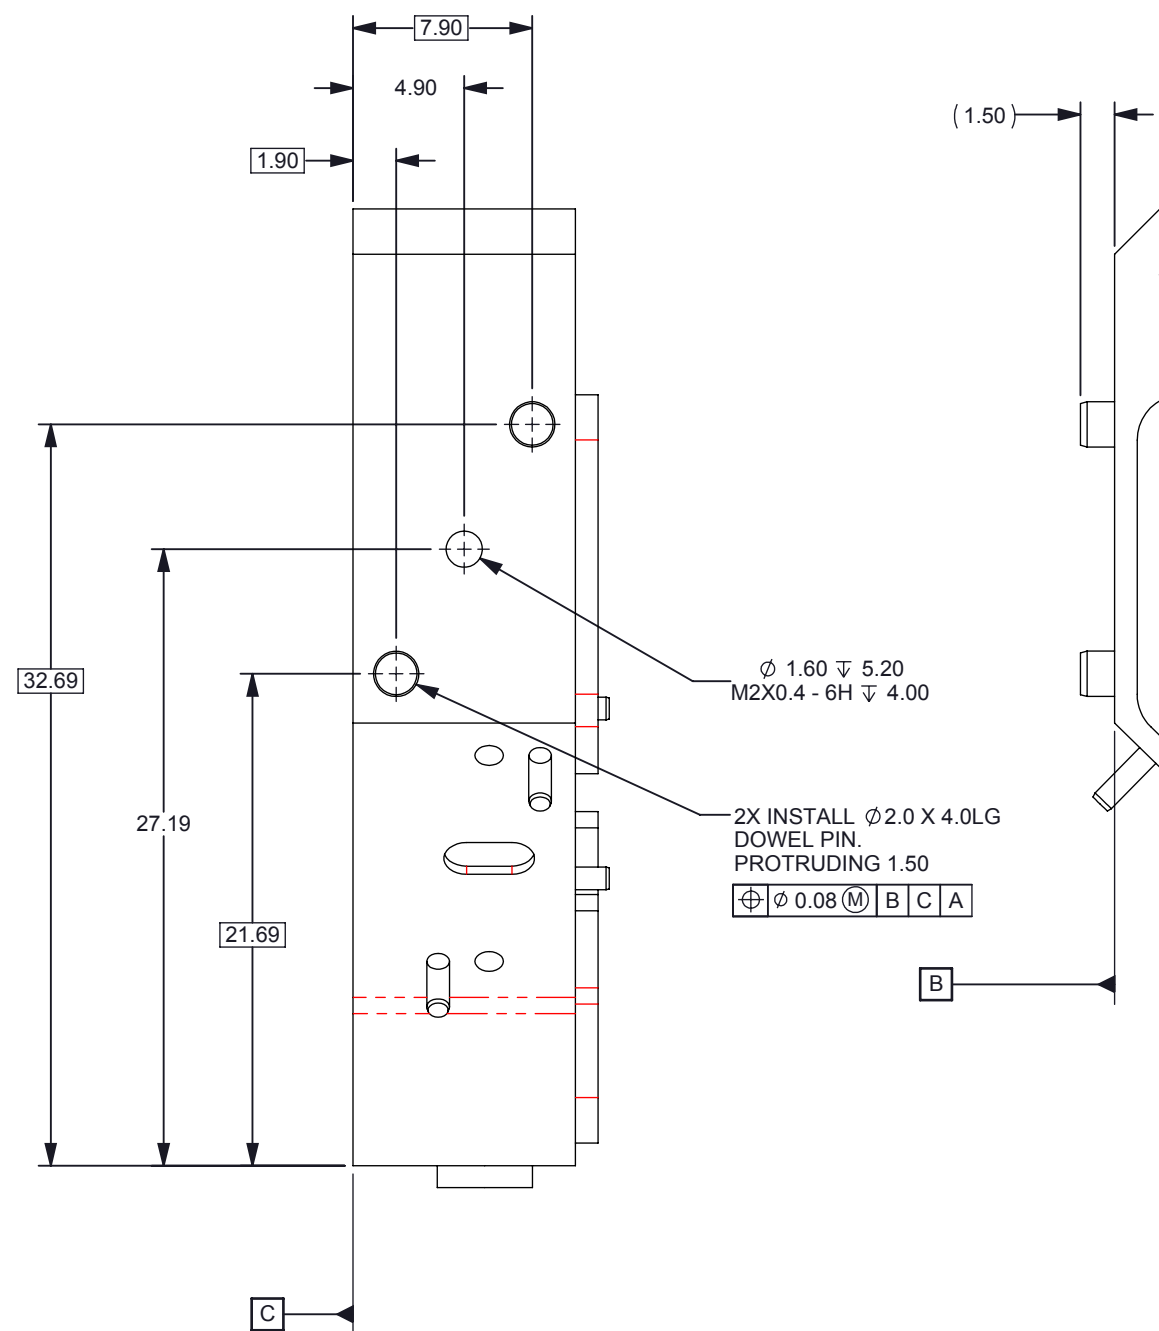 7.90
4.90
(1.50)
1.90
32.69
⌀ 1.60 ↧ 5.20
M2X0.4 - 6H ↧ 4.00
27.19
2X INSTALL ⌀2.0 X 4.0LG
DOWEL PIN.
PROTRUDING 1.50
⌖ ⌀ 0.08 Ⓜ B C A
21.69
B
C